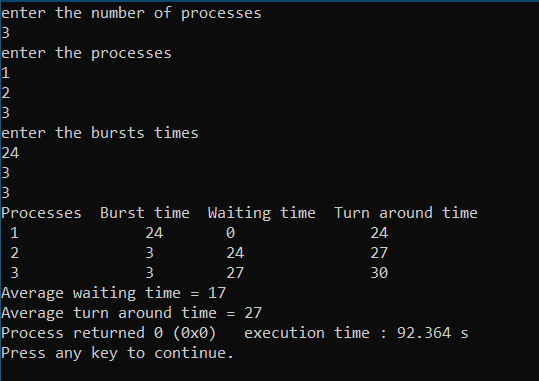 enter the number of processes
3
enter the processes
1
2
3
enter the bursts times
24
3
3
Processes  Burst time  Waiting time  Turn around time
1  24  0  24
2  3  24  27
3  3  27  30
Average waiting time = 17
Average turn around time = 27
Process returned 0 (0x0)   execution time : 92.364 s
Press any key to continue.